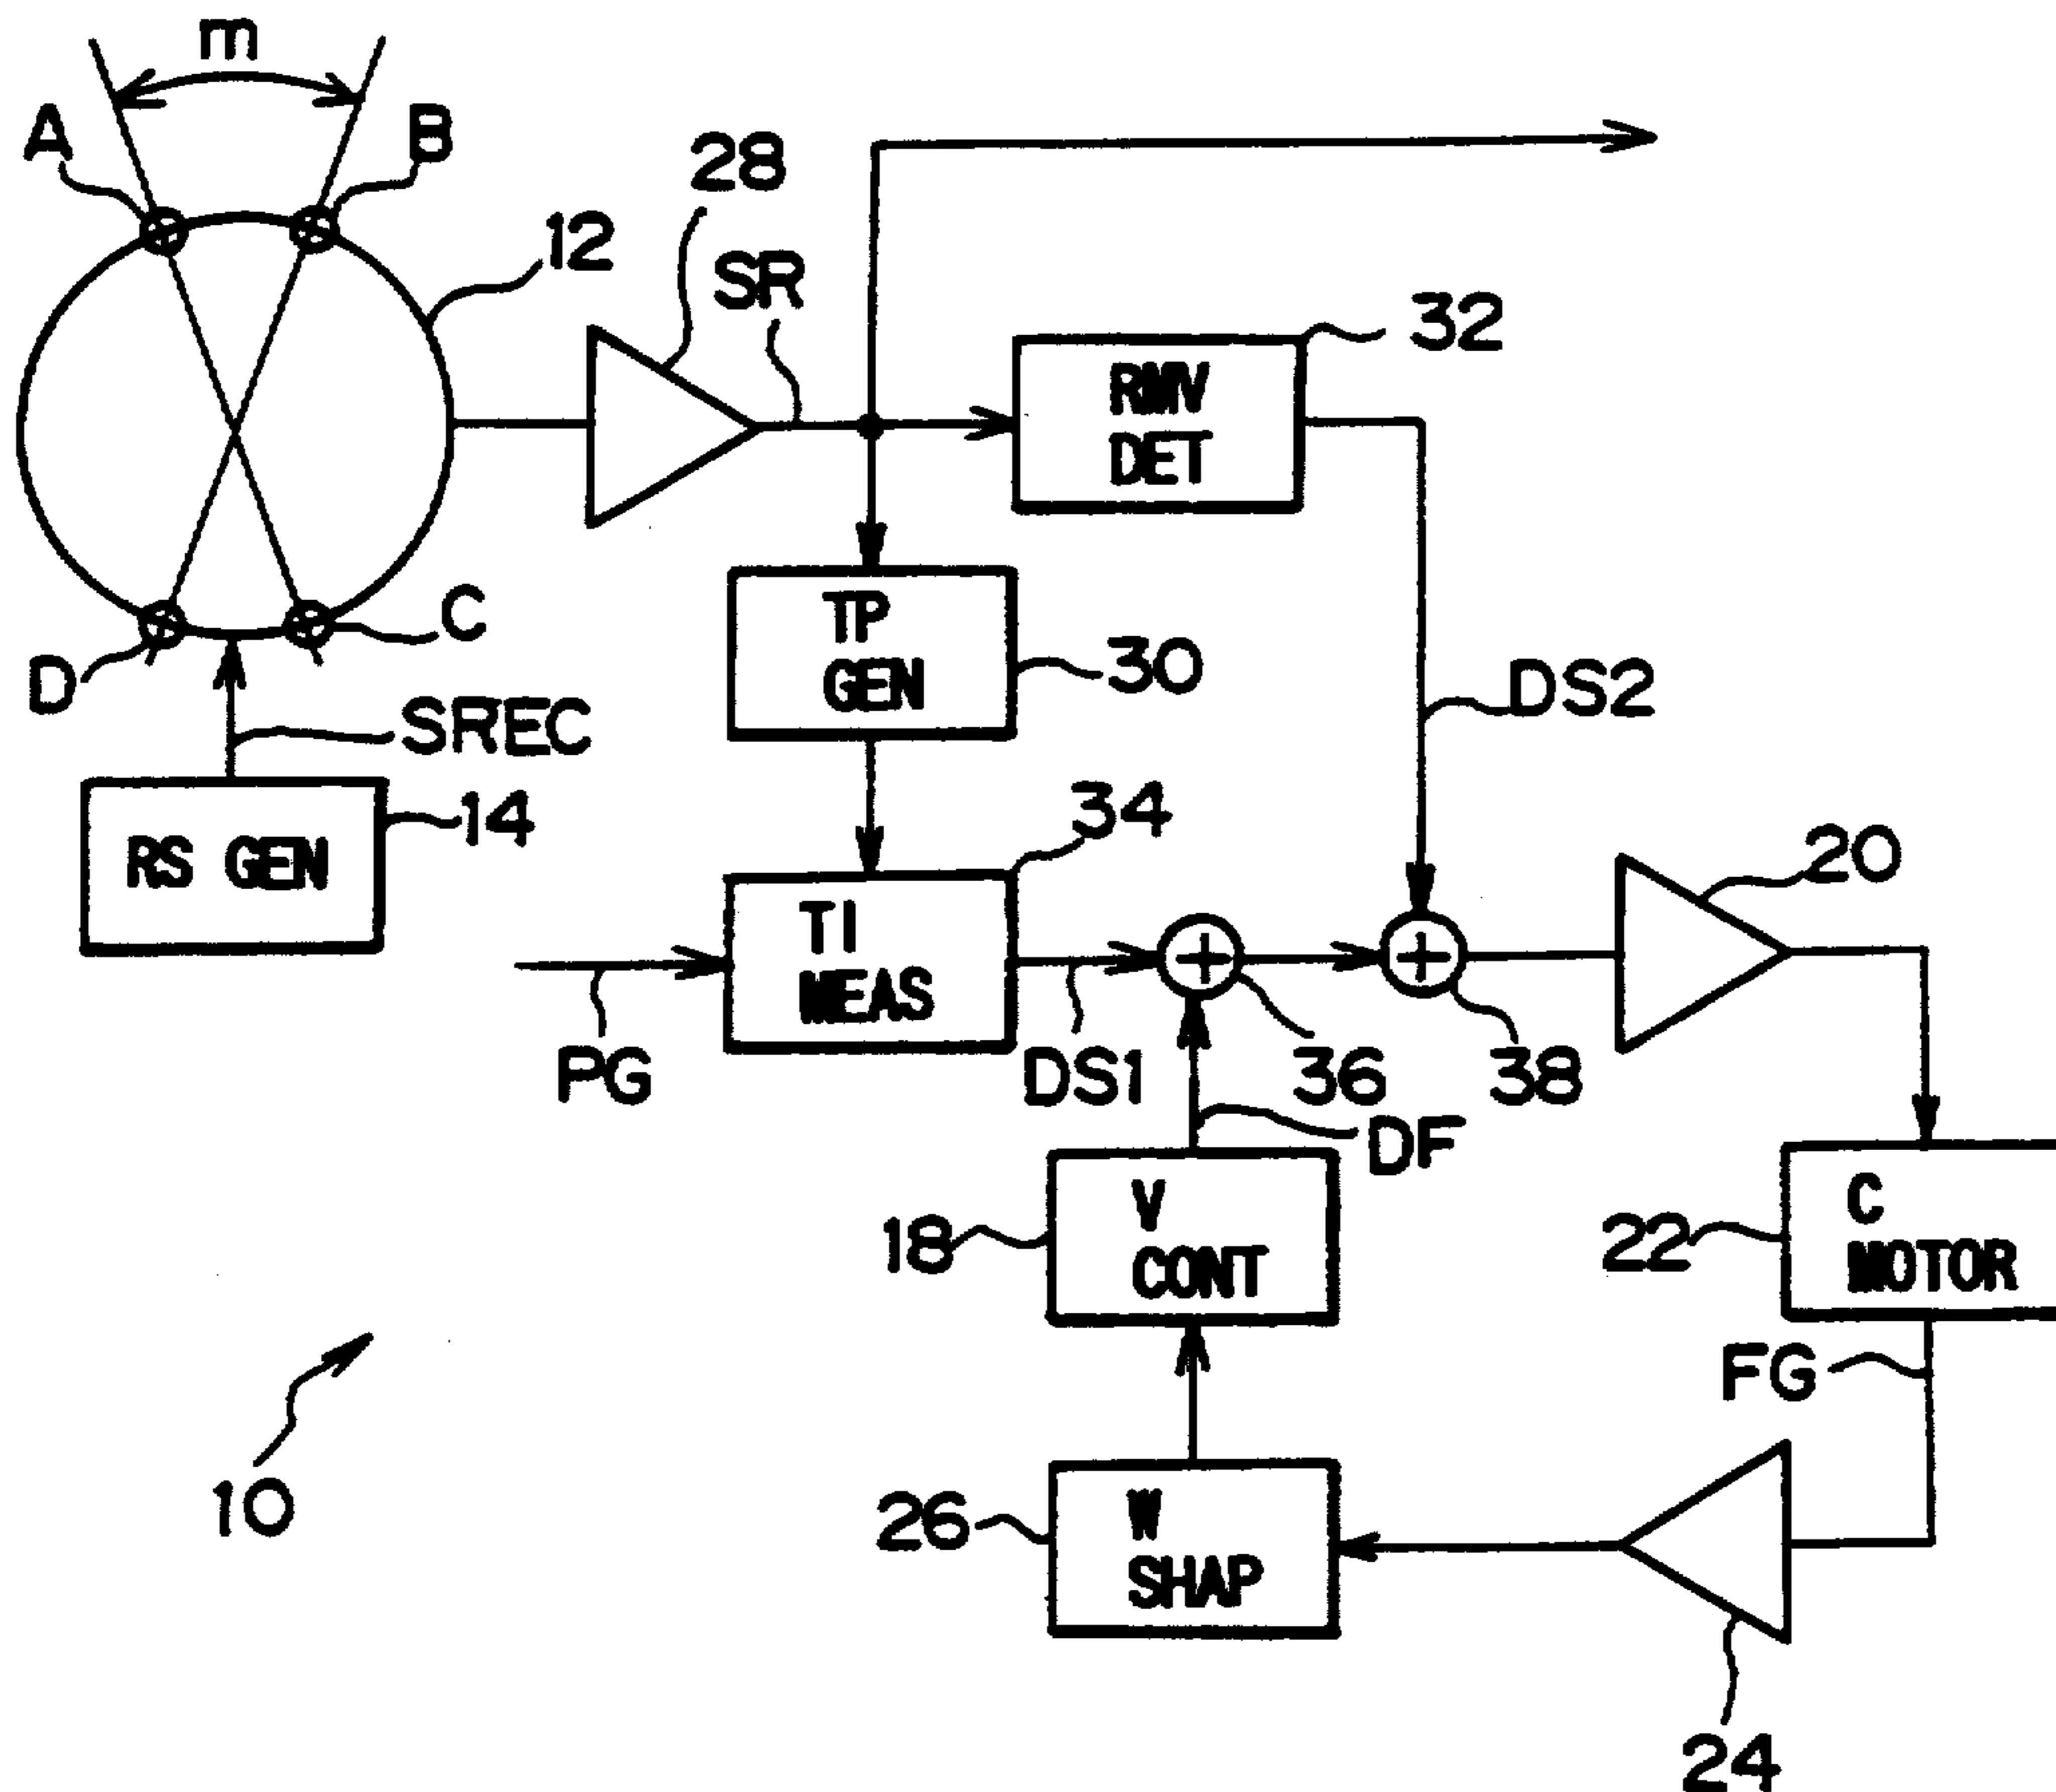 m
A
B
28
12
SR
32
RMV
DET
C
TP
GEN
30
D
DS2
SREC
34
14
RS GEN
20
TI
MEAS
PG
DS1
36
38
DF
V
CONT
18
C
MOTOR
22
FG
10
26
W
SHAP
24